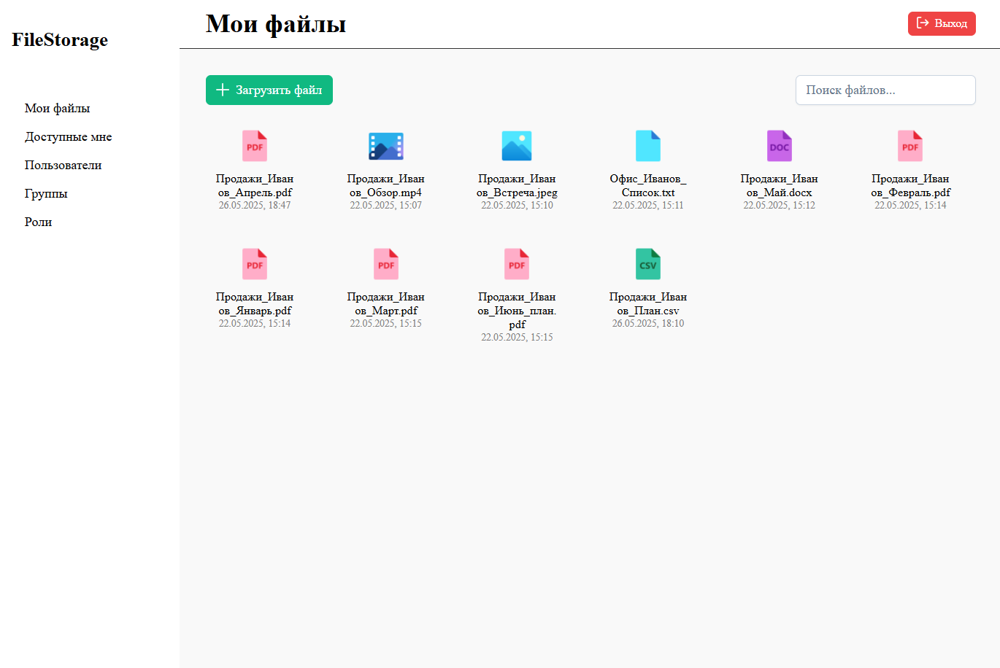 FileStorage
Мои файлы
Доступные мне
Пользователи
Группы
Роли
Мои файлы
Выход
Загрузить файл
Поиск файлов...
PDF
DOC
PDF
Продажи_Иван
ов_Апрель.pdf
26.05.2025, 18:47
Продажи_Иван
ов_Обзор.mp4
22.05.2025, 15:07
Продажи_Иван
ов_Встреча.jpeg
22.05.2025, 15:10
Офис_Иванов_
Список.txt
22.05.2025, 15:11
Продажи_Иван
ов_Май.docx
22.05.2025, 15:12
Продажи_Иван
ов_Февраль.pdf
22.05.2025, 15:14
PDF
PDF
PDF
CSV
Продажи_Иван
ов_Январь.pdf
22.05.2025, 15:14
Продажи_Иван
ов_Март.pdf
22.05.2025, 15:15
Продажи_Иван
ов_Июнь_план.
pdf
22.05.2025, 15:15
Продажи_Иван
ов_План.csv
26.05.2025, 18:10